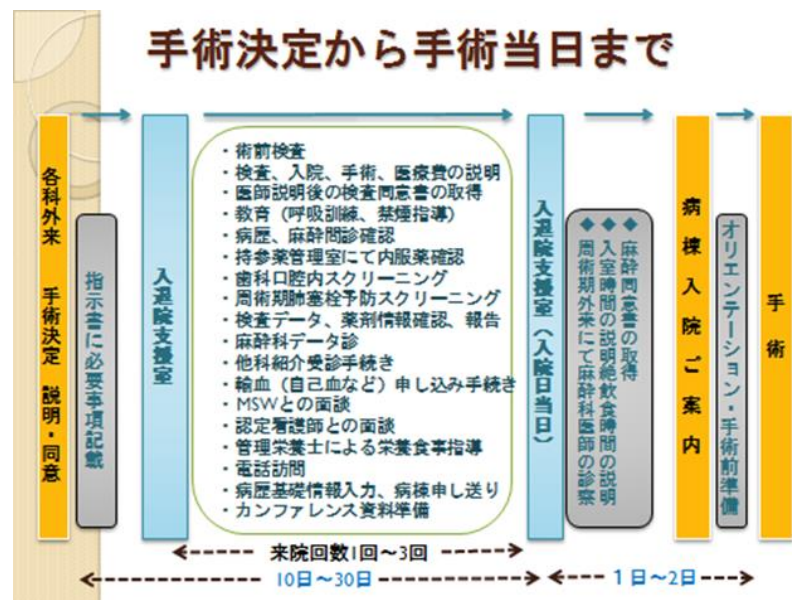 手術決定から手術当日まで
各科外来　手術決定　説明・同意
指示書に必要事項記載
入退院支援室
・術前検査
・検査、入院、手術、医療費の説明
・医師説明後の検査同意書の取得
・教育（呼吸訓練、禁煙指導）
・病歴、麻酔問診確認
・持参薬管理室にて内服薬確認
・歯科口腔内スクリーニング
・周術期肺塞栓予防スクリーニング
・検査データ、薬剤情報確認、報告
・麻酔科データ診
・他科紹介受診手続き
・輸血（自己血など）申し込み手続き
・MSWとの面談
・認定看護師との面談
・管理栄養士による栄養食事指導
・電話訪問
・病歴基礎情報入力、病棟申し送り
・カンファレンス資料準備
入退院支援室（入院日当日）
◆麻酔同意書の取得
◆入室時間の説明絶飲食時間の説明
◆周術期外来にて麻酔科医師の診察
病棟入院ご案内
オリエンテーション・手術前準備
手術
来院回数1回～3回
10日～30日
1日～2日